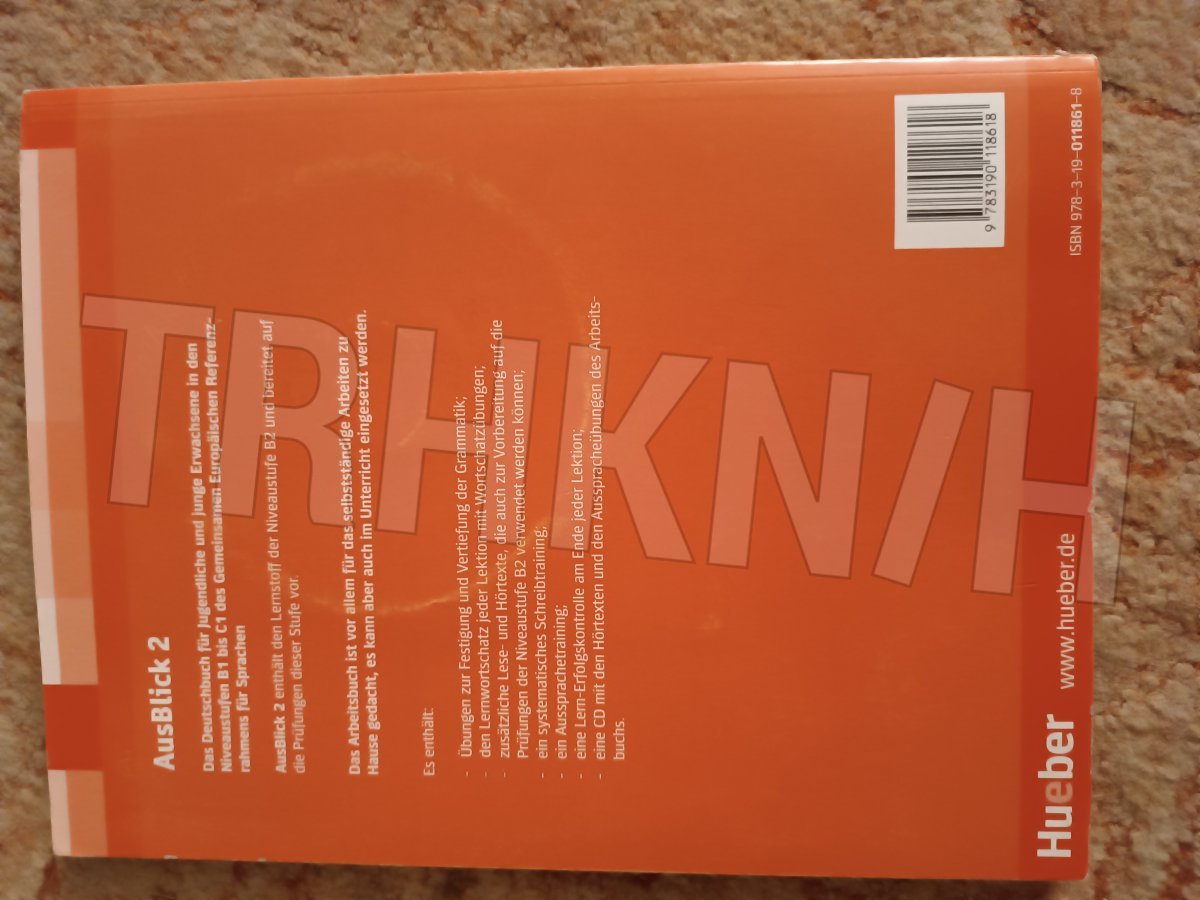 AusBlick 2
Das Deutschbuch für Jugendliche und junge Erwachsene in den
Niveaustufen B1 bis C1 des Gemeinsamen Europäischen Referenz-
rahmens für Sprachen
AusBlick 2 enthält den Lernstoff der Niveaustufe B2 und bereitet auf
die Prüfungen dieser Stufe vor.
Das Arbeitsbuch ist vor allem für das selbstständige Arbeiten zu
Hause gedacht, es kann aber auch im Unterricht eingesetzt werden.
Es enthält:
- Übungen zur Festigung und Vertiefung der Grammatik;
- den Lernwortschatz jeder Lektion mit Wortschatzübungen;
- zusätzliche Lese- und Hörtexte, die auch zur Vorbereitung auf die
Prüfungen der Niveaustufe B2 verwendet werden können;
- ein systematisches Schreibtraining;
- ein Aussprachetraining;
- eine Lern-Erfolgskontrolle am Ende jeder Lektion;
- eine CD mit den Hörtexten und den Ausspracheübungen des Arbeits-
buchs.
TRHKN/H
9 783190 118618
Hueber www.hueber.de
ISBN 978-3-19-011861-8